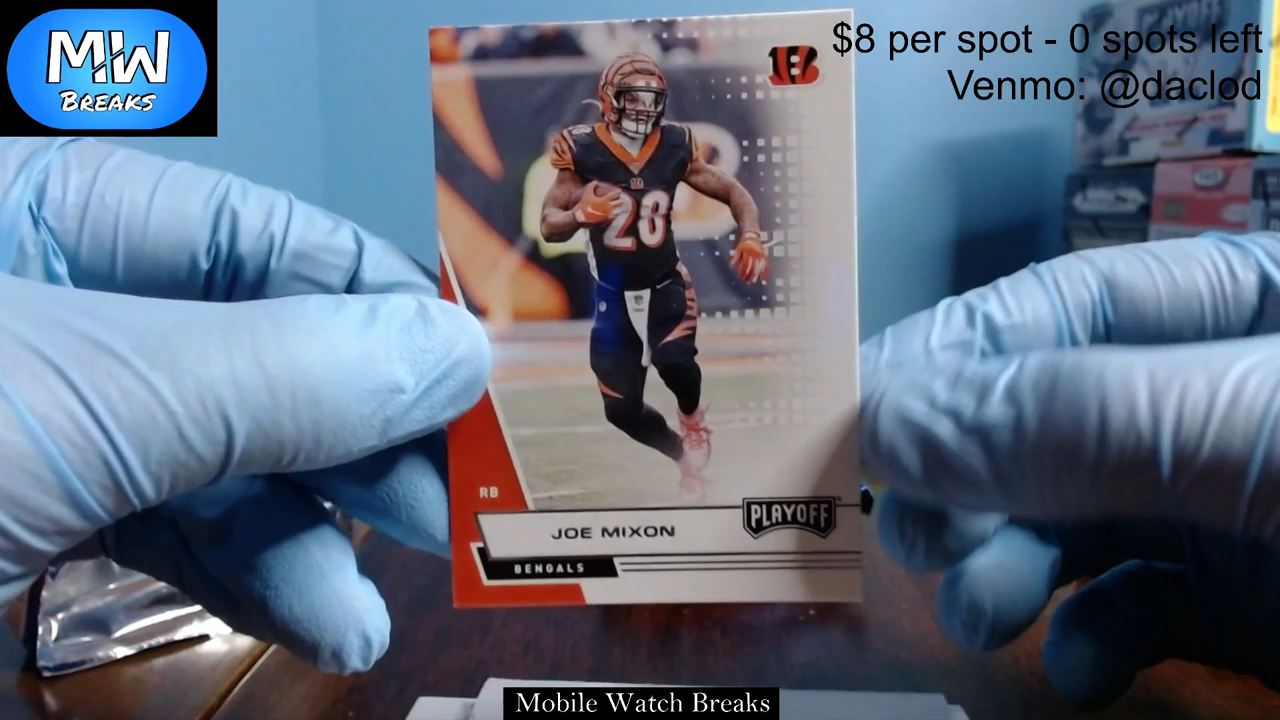 MW
BREAKS
$8 per spot - 0 spots left
Venmo: @daclod
PLAYOFF
28
RB
PLAYOFF
JOE MIXON
BENGALS
Mobile Watch Breaks